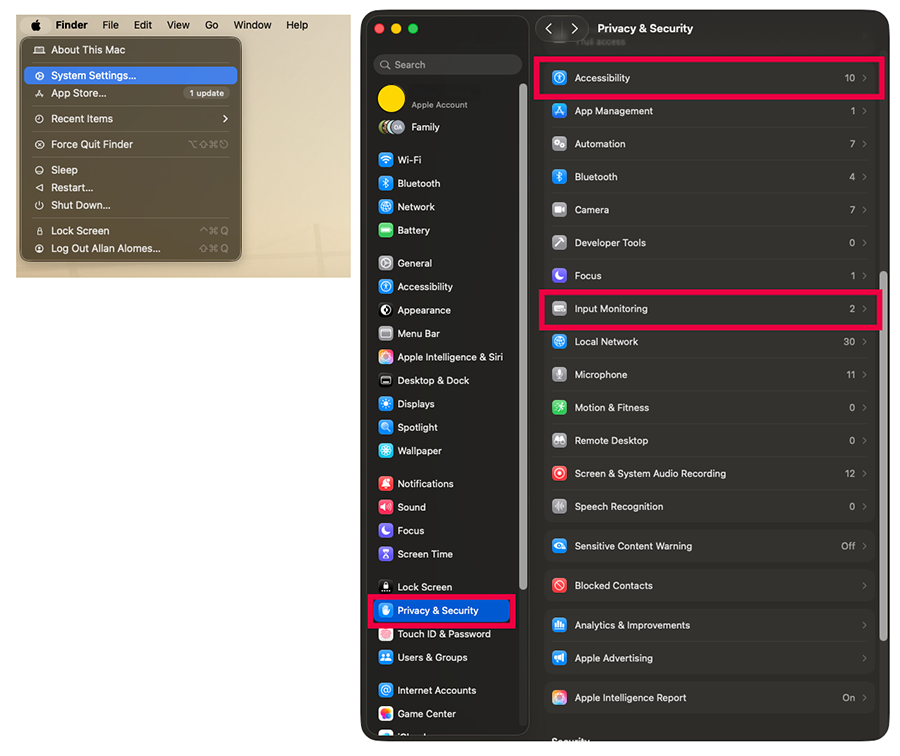 Finder File Edit View Go Window Help
About This Mac
System Settings...
App Store... 1 update
Recent Items
Force Quit Finder
Sleep
Restart...
Shut Down...
Lock Screen ^⌘Q
Log Out Allan Alomes... ⇧⌘Q
Search
Apple Account
Family
Wi-Fi
Bluetooth
Network
Battery
General
Accessibility
Appearance
Menu Bar
Apple Intelligence & Siri
Desktop & Dock
Displays
Spotlight
Wallpaper
Notifications
Sound
Focus
Screen Time
Lock Screen
Privacy & Security
Touch ID & Password
Users & Groups
Internet Accounts
Game Center
Privacy & Security
Accessibility 10
App Management 1
Automation 7
Bluetooth 4
Camera 7
Developer Tools 0
Focus 1
Input Monitoring 2
Local Network 30
Microphone 11
Motion & Fitness 0
Remote Desktop 0
Screen & System Audio Recording 12
Speech Recognition 0
Sensitive Content Warning Off
Blocked Contacts
Analytics & Improvements
Apple Advertising
Apple Intelligence Report On
Security